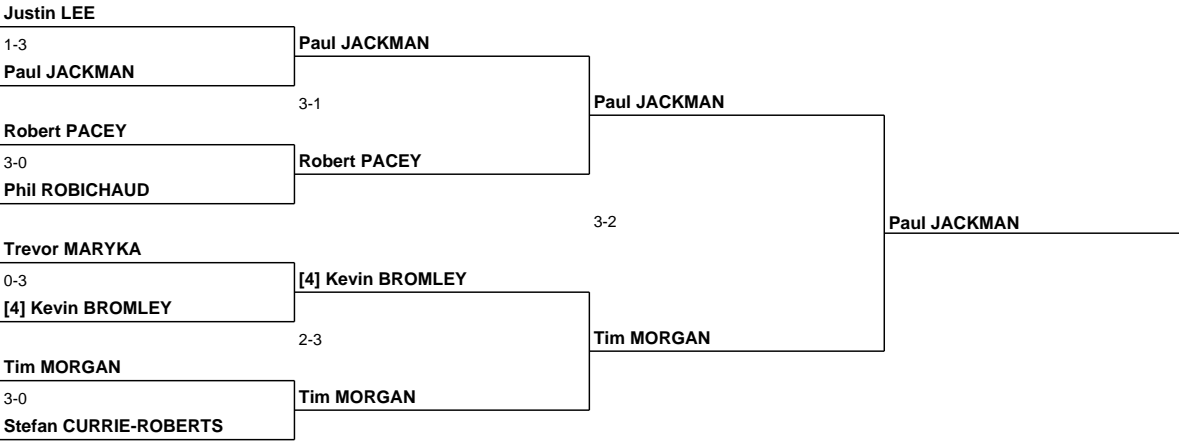 Justin LEE
1-3
Paul JACKMAN
Paul JACKMAN
3-1
Paul JACKMAN
Robert PACEY
3-0
Robert PACEY
Phil ROBICHAUD
3-2
Paul JACKMAN
Trevor MARYKA
0-3
[4] Kevin BROMLEY
[4] Kevin BROMLEY
2-3
Tim MORGAN
Tim MORGAN
3-0
Tim MORGAN
Stefan CURRIE-ROBERTS